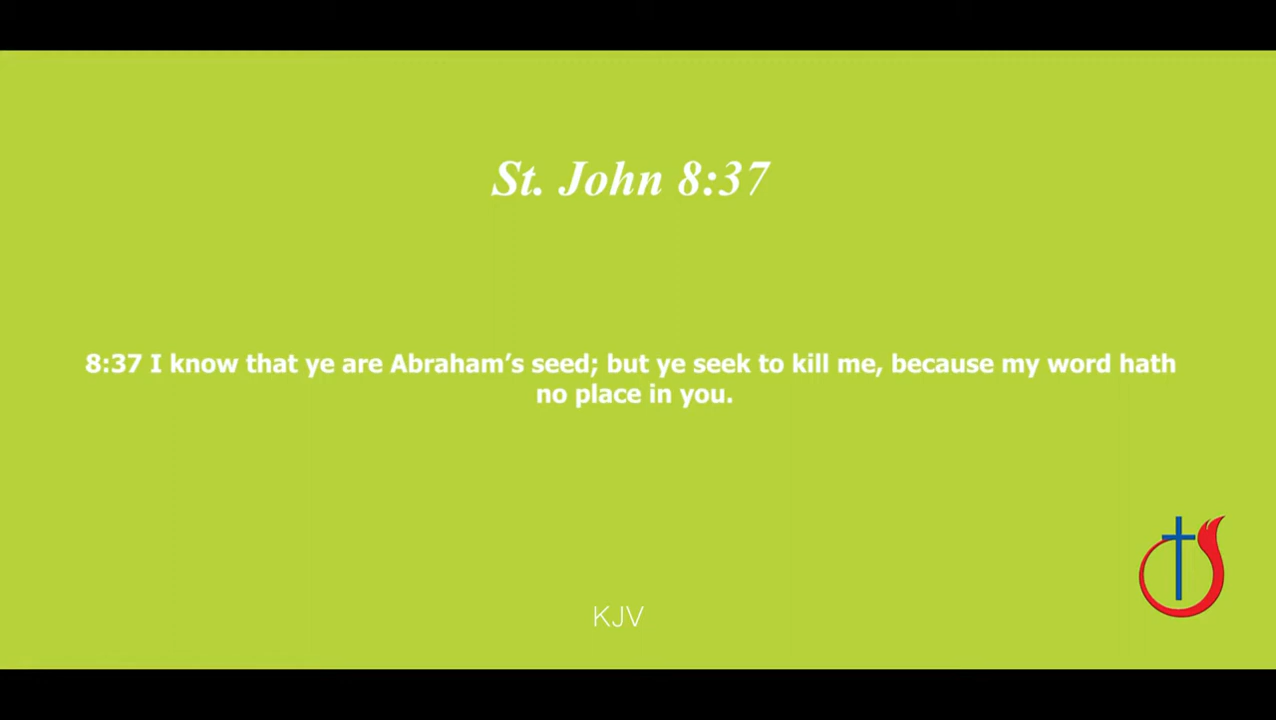 St. John 8:37
8:37 I know that ye are Abraham’s seed; but ye seek to kill me, because my word hath
no place in you.
KJV